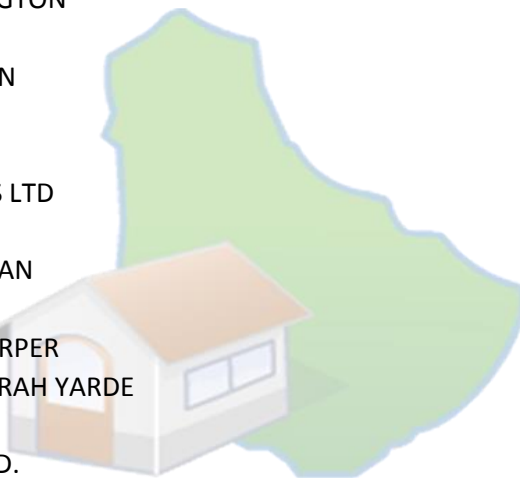 GTON
N
S LTD
AN
RPER
RAH YARDE
D.